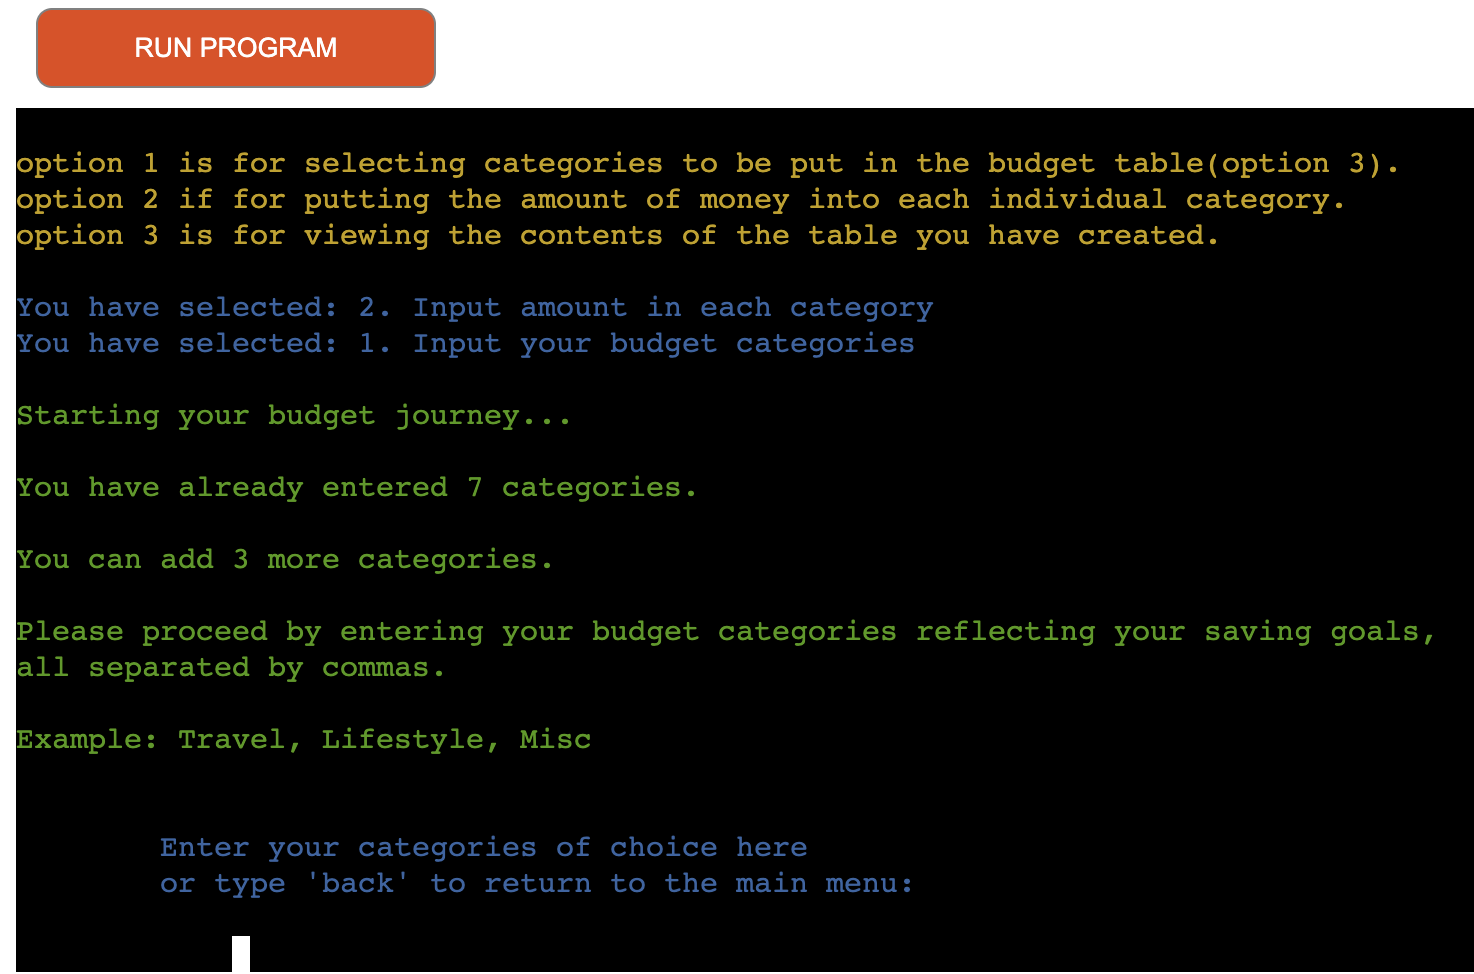 RUN PROGRAM
option 1 is for selecting categories to be put in the budget table(option 3).
option 2 if for putting the amount of money into each individual category.
option 3 is for viewing the contents of the table you have created.
You have selected: 2. Input amount in each category
You have selected: 1. Input your budget categories
Starting your budget journey...
You have already entered 7 categories.
You can add 3 more categories.
Please proceed by entering your budget categories reflecting your saving goals,
all separated by commas.
Example: Travel, Lifestyle, Misc
Enter your categories of choice here
or type 'back' to return to the main menu: